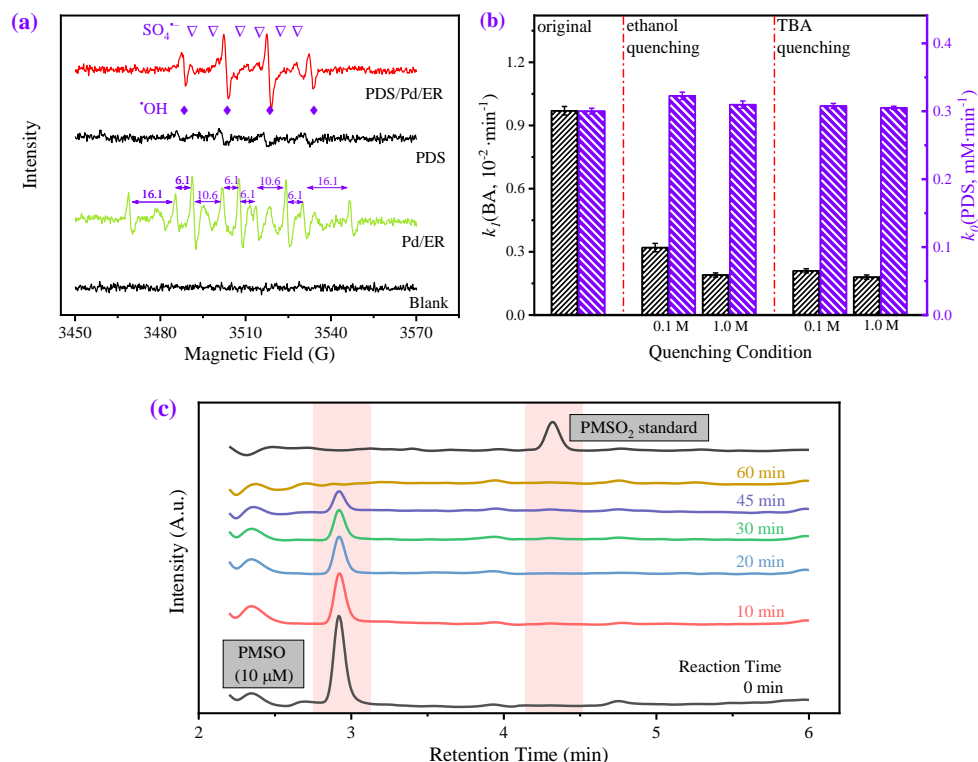 (a)
SO₄•⁻
PDS/Pd/ER
•OH
PDS
16.1
6.1
10.6
6.1
6.1
10.6
6.1
16.1
Pd/ER
Blank
3450 3480 3510 3540 3570
Magnetic Field (G)
Intensity
(b)
original
ethanol quenching
TBA quenching
1.2
0.9
0.6
0.3
0.0
k₁(BA, 10⁻²·min⁻¹)
0.4
0.3
0.2
0.1
0.0
k₀(PDS, mM·min⁻¹)
0.1 M 1.0 M 0.1 M 1.0 M
Quenching Condition
(c)
PMSO₂ standard
60 min
45 min
30 min
20 min
10 min
PMSO
(10 μM)
Reaction Time
0 min
Intensity (A.u.)
2 3 4 5 6
Retention Time (min)